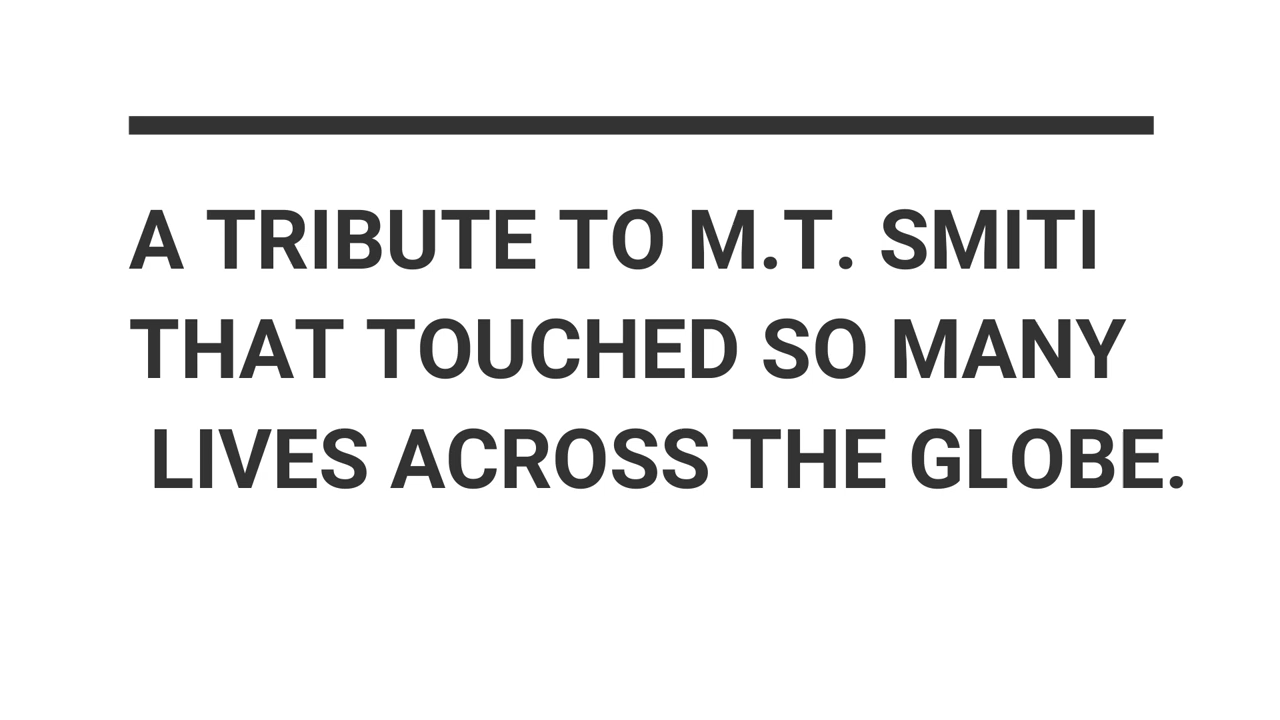 A TRIBUTE TO M.T. SMITI
THAT TOUCHED SO MANY
LIVES ACROSS THE GLOBE.